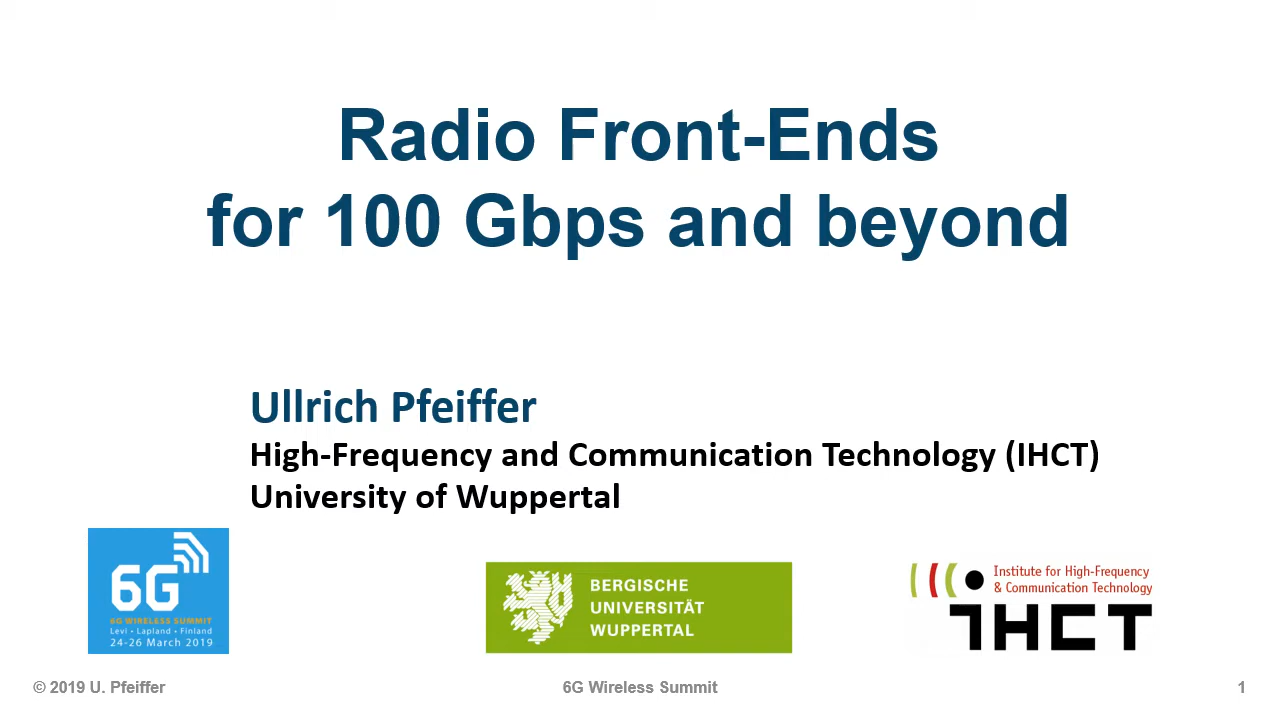 Radio Front-Ends
for 100 Gbps and beyond
Ullrich Pfeiffer
High-Frequency and Communication Technology (IHCT)
University of Wuppertal
6G
6G WIRELESS SUMMIT
Levi • Lapland • Finland
24-26 March 2019
BERGISCHE
UNIVERSITÄT
WUPPERTAL
Institute for High-Frequency
& Communication Technology
IHCT
© 2019 U. Pfeiffer
6G Wireless Summit
1